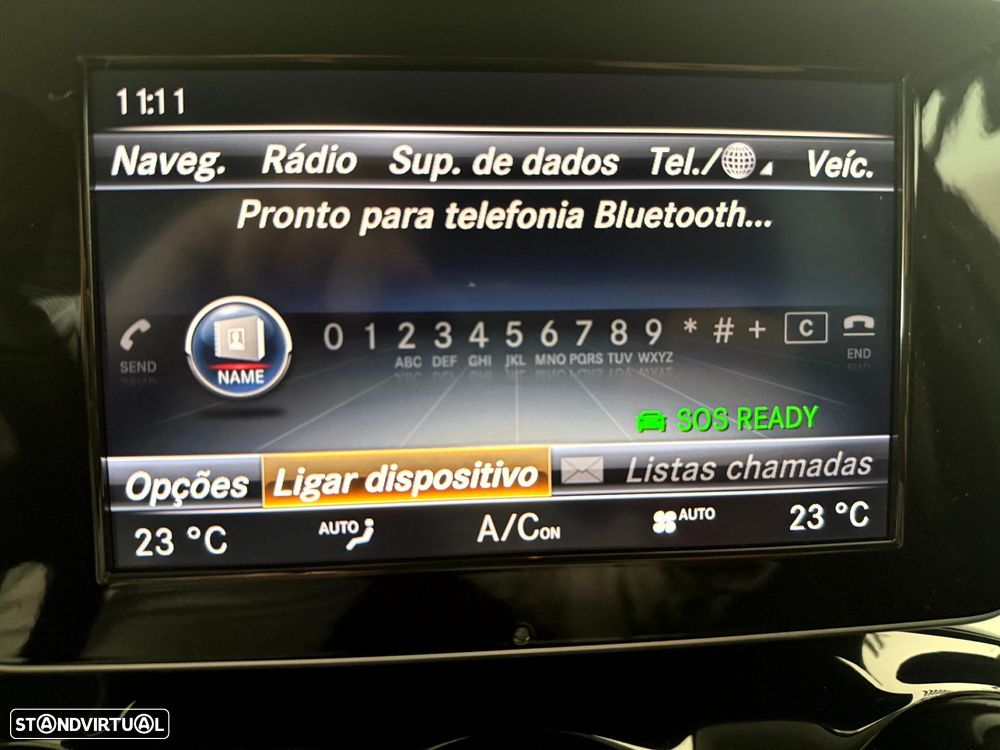 11:11
Naveg. Rádio Sup. de dados Tel./ Veíc.
Pronto para telefonia Bluetooth...
0 1 2 3 4 5 6 7 8 9 * # + C
SEND NAME ABC DEF GHI JKL MNO PQRS TUV WXYZ END
SOS READY
Opções Ligar dispositivo Listas chamadas
23 °C AUTO A/C ON AUTO 23 °C
STANDVIRTUAL